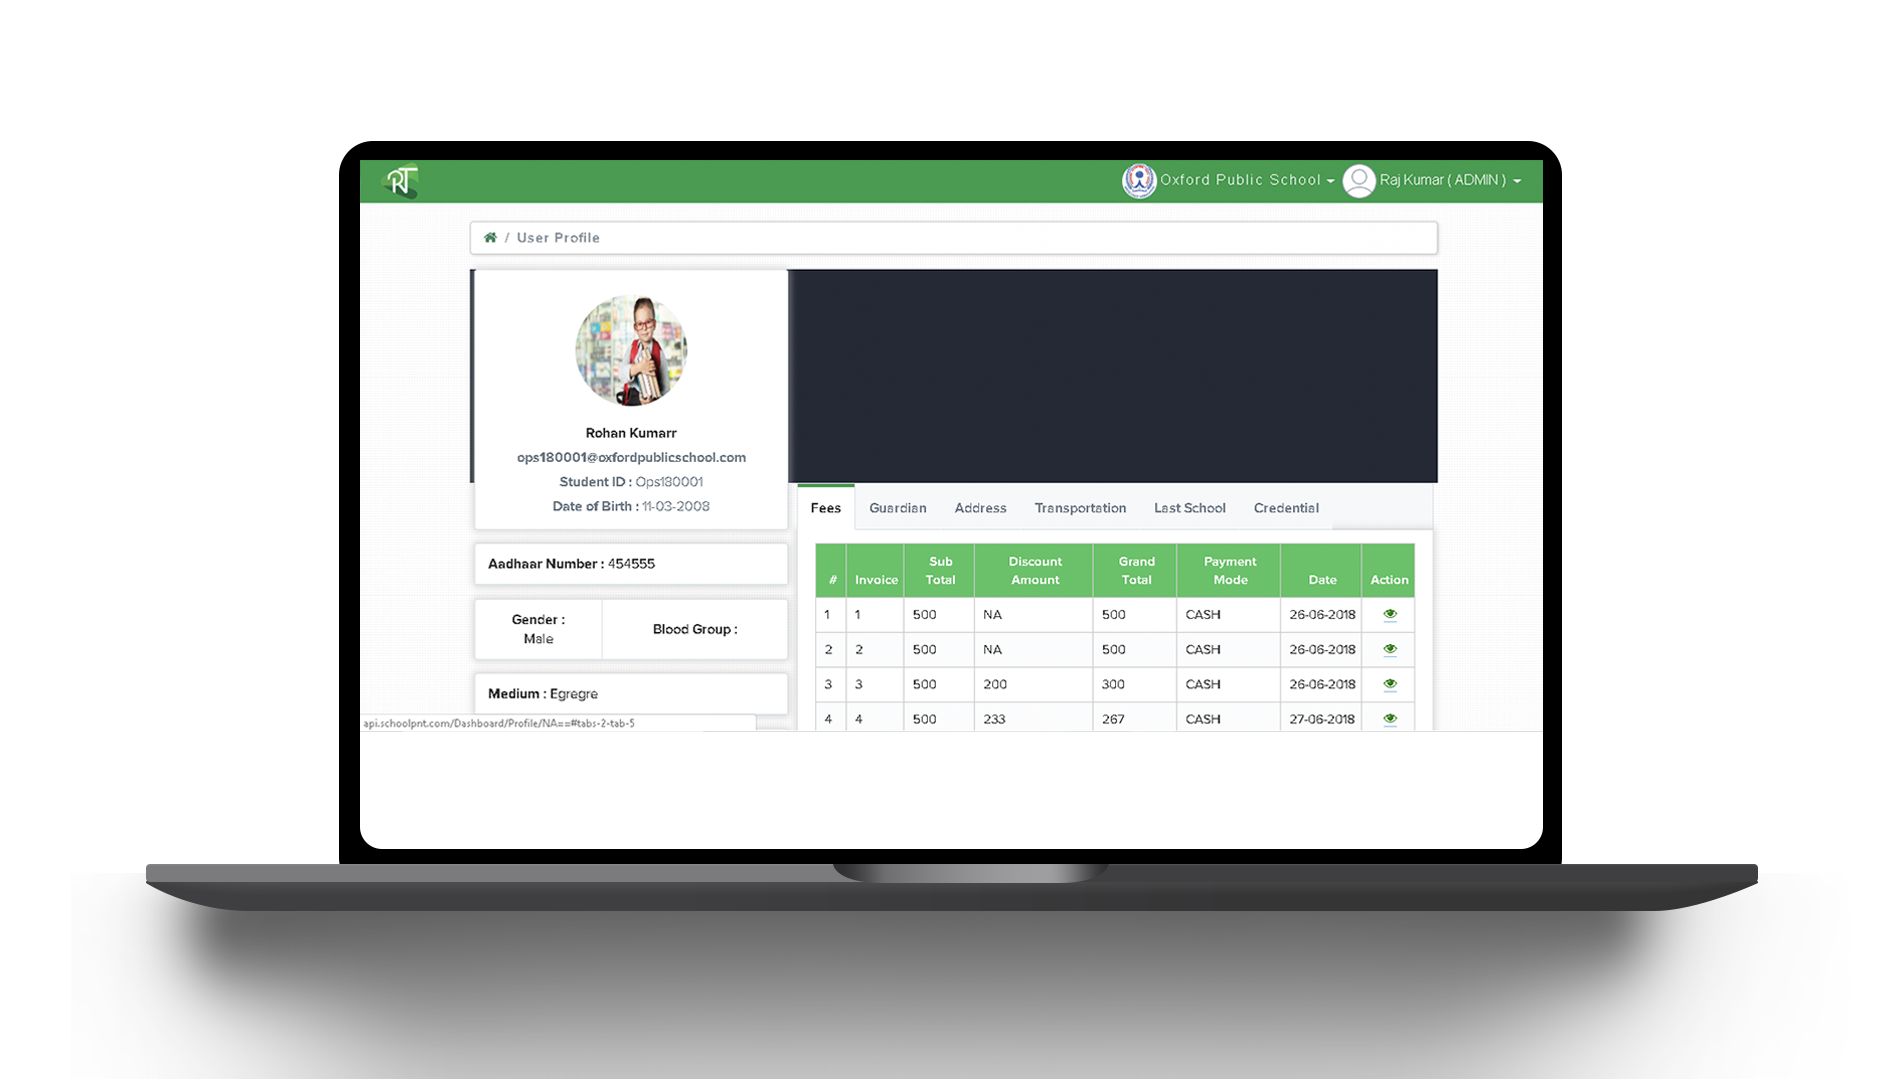 RT
Oxford Public School
Raj Kumar ( ADMIN )
/ User Profile
Rohan Kumarr
ops180001@oxfordpublicschool.com
Student ID : Ops180001
Date of Birth : 11-03-2008
Aadhaar Number : 454555
Gender :
Male
Blood Group :
Medium : Egregre
api.schoolpnt.com/Dashboard/Profile/NA==#tabs-2-tab-5
Fees Guardian Address Transportation Last School Credential
# Invoice Sub Total Discount Amount Grand Total Payment Mode Date Action
1 1 500 NA 500 CASH 26-06-2018
2 2 500 NA 500 CASH 26-06-2018
3 3 500 200 300 CASH 26-06-2018
4 4 500 233 267 CASH 27-06-2018